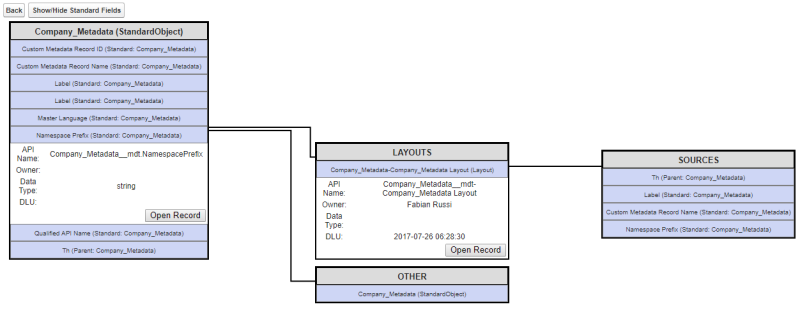 Back
Show/Hide Standard Fields
Company_Metadata (StandardObject)
Custom Metadata Record ID (Standard: Company_Metadata)
Custom Metadata Record Name (Standard: Company_Metadata)
Label (Standard: Company_Metadata)
Label (Standard: Company_Metadata)
Master Language (Standard: Company_Metadata)
Namespace Prefix (Standard: Company_Metadata)
API Name: Company_Metadata__mdt.NamespacePrefix
Owner:
Data Type: string
DLU:
Open Record
Qualified API Name (Standard: Company_Metadata)
Th (Parent: Company_Metadata)
LAYOUTS
Company_Metadata-Company_Metadata Layout (Layout)
API Name: Company_Metadata__mdt-
Company_Metadata Layout
Owner: Fabian Russi
Data Type:
DLU: 2017-07-26 06:28:30
Open Record
OTHER
Company_Metadata (StandardObject)
SOURCES
Th (Parent: Company_Metadata)
Label (Standard: Company_Metadata)
Custom Metadata Record Name (Standard: Company_Metadata)
Namespace Prefix (Standard: Company_Metadata)